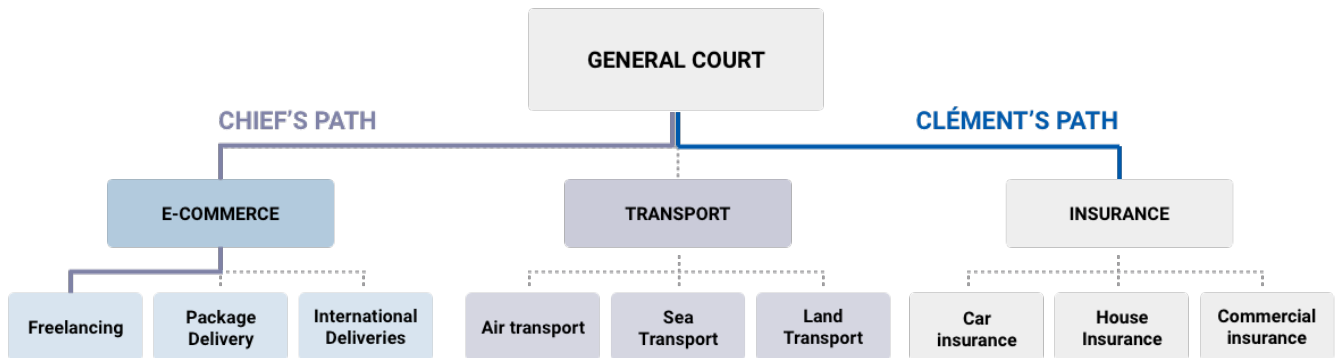 GENERAL COURT
CHIEF’S PATH
CLÉMENT’S PATH
E-COMMERCE
TRANSPORT
INSURANCE
Freelancing
Package
Delivery
International
Deliveries
Air transport
Sea
Transport
Land
Transport
Car
insurance
House
Insurance
Commercial
insurance